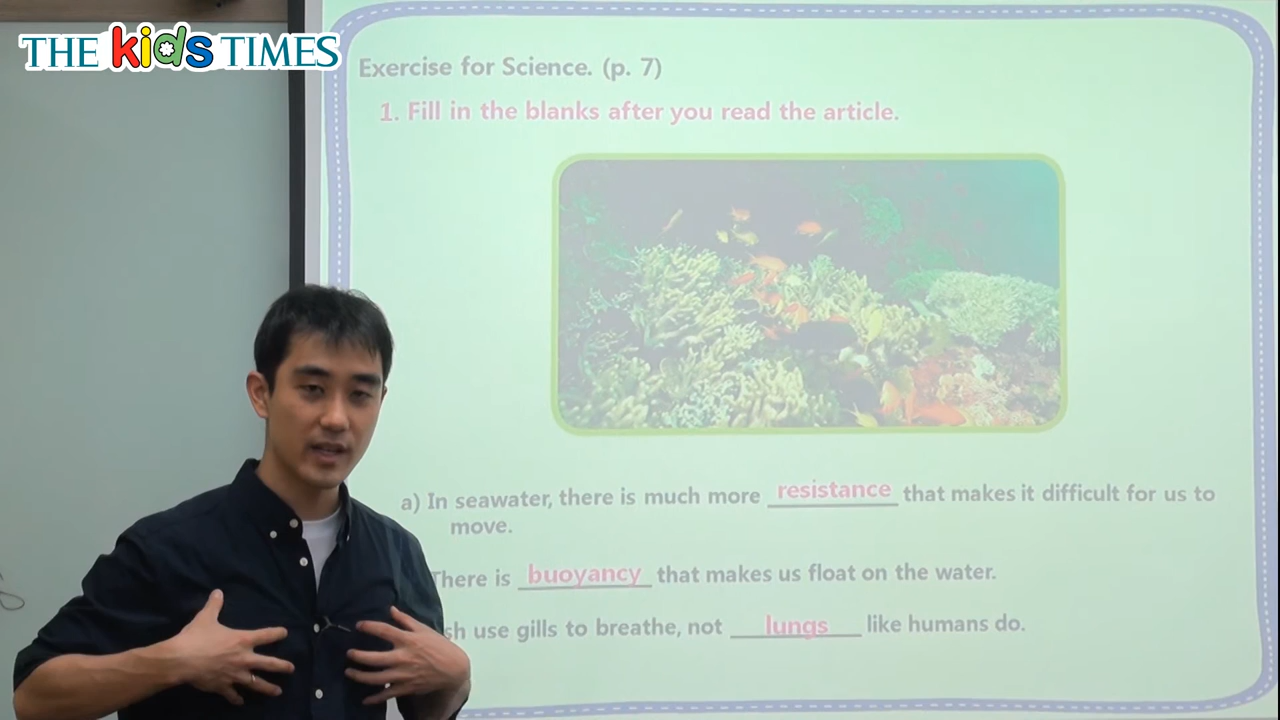 THE kids TIMES
Exercise for Science. (p. 7)
1. Fill in the blanks after you read the article.
a) In seawater, there is much more resistance that makes it difficult for us to
move.
There is buoyancy that makes us float on the water.
use gills to breathe, not lungs like humans do.